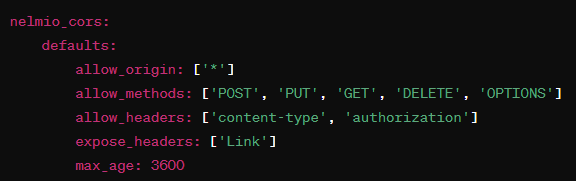 nelmio_cors:
defaults:
allow_origin: ['*']
allow_methods: ['POST', 'PUT', 'GET', 'DELETE', 'OPTIONS']
allow_headers: ['content-type', 'authorization']
expose_headers: ['Link']
max_age: 3600